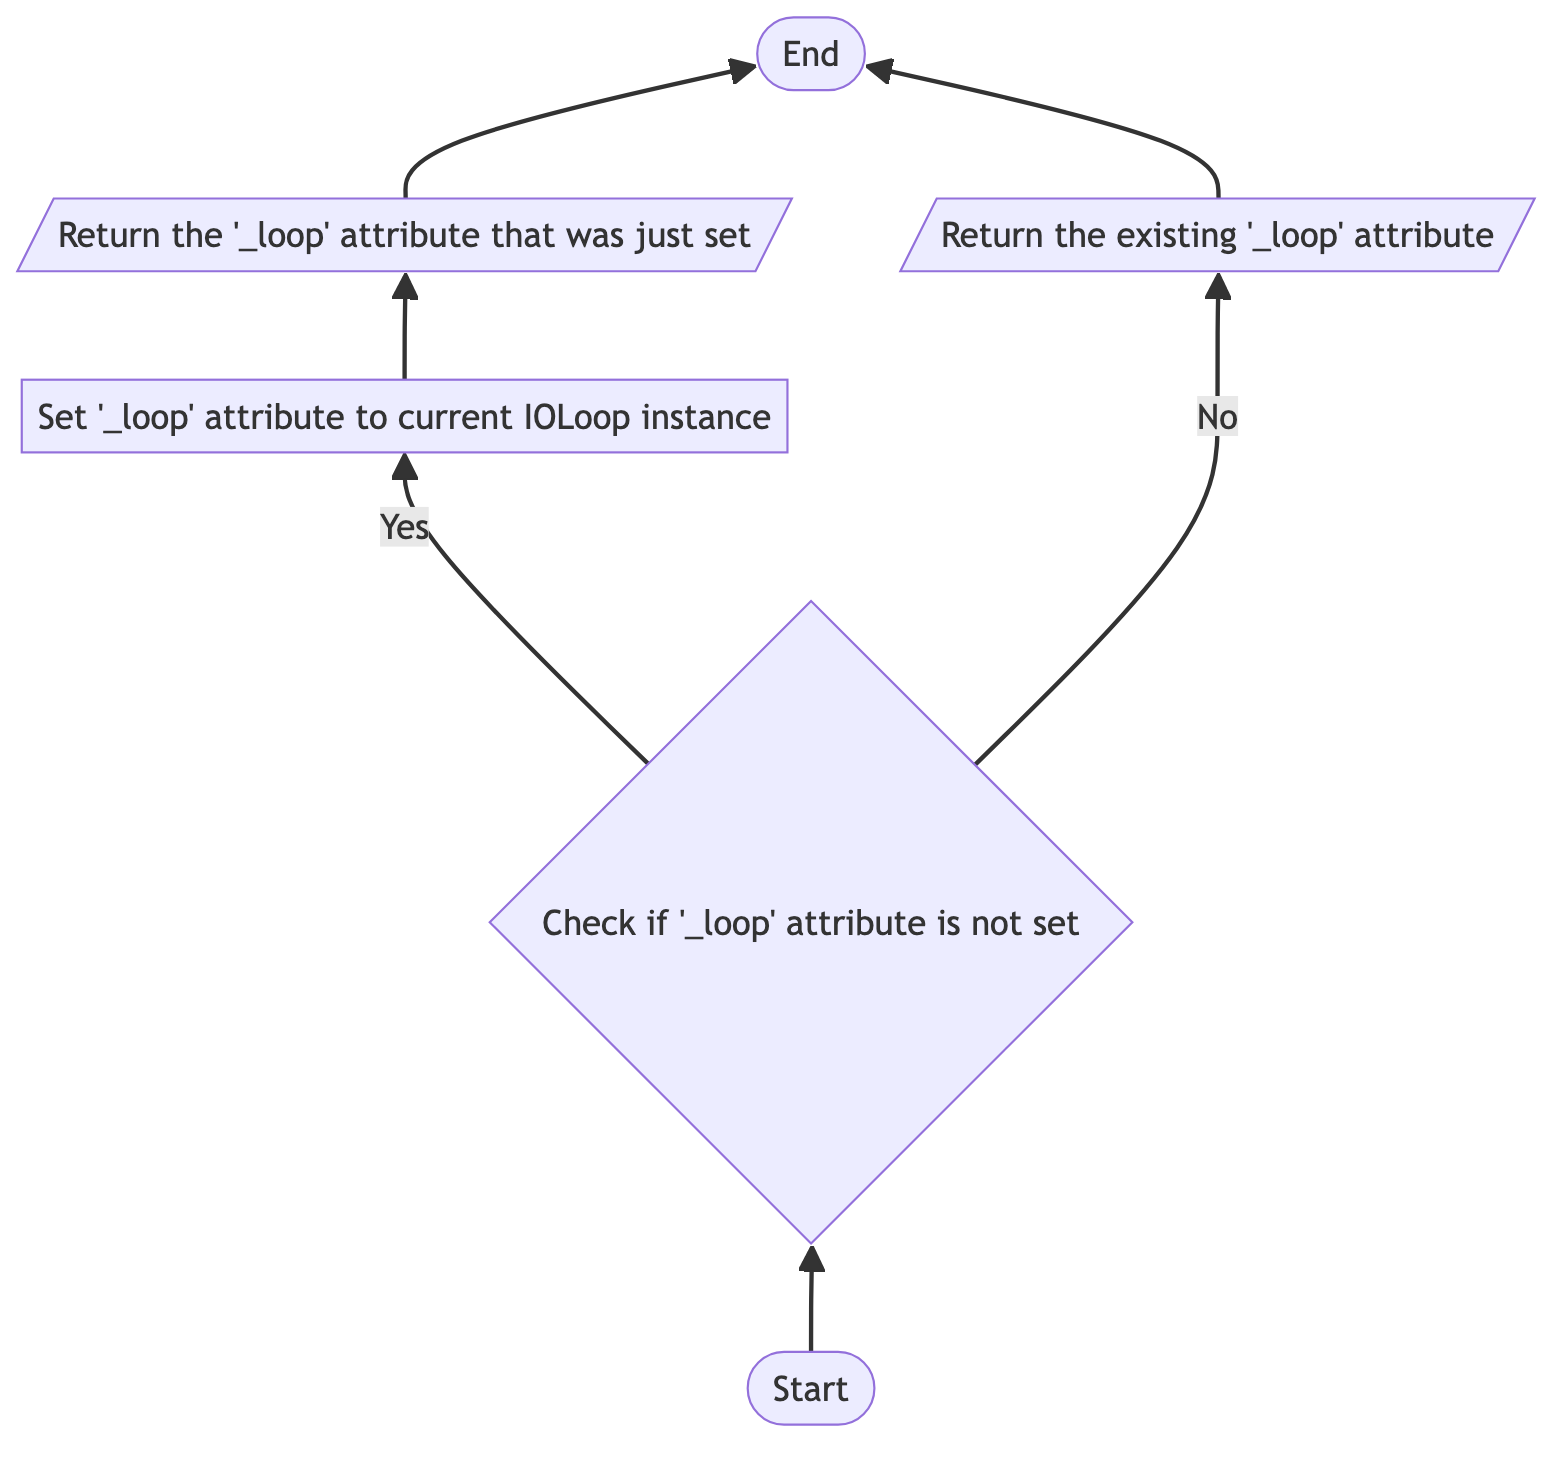 End
Return the '_loop' attribute that was just set
Return the existing '_loop' attribute
Set '_loop' attribute to current IOLoop instance
No
Yes
Check if '_loop' attribute is not set
Start